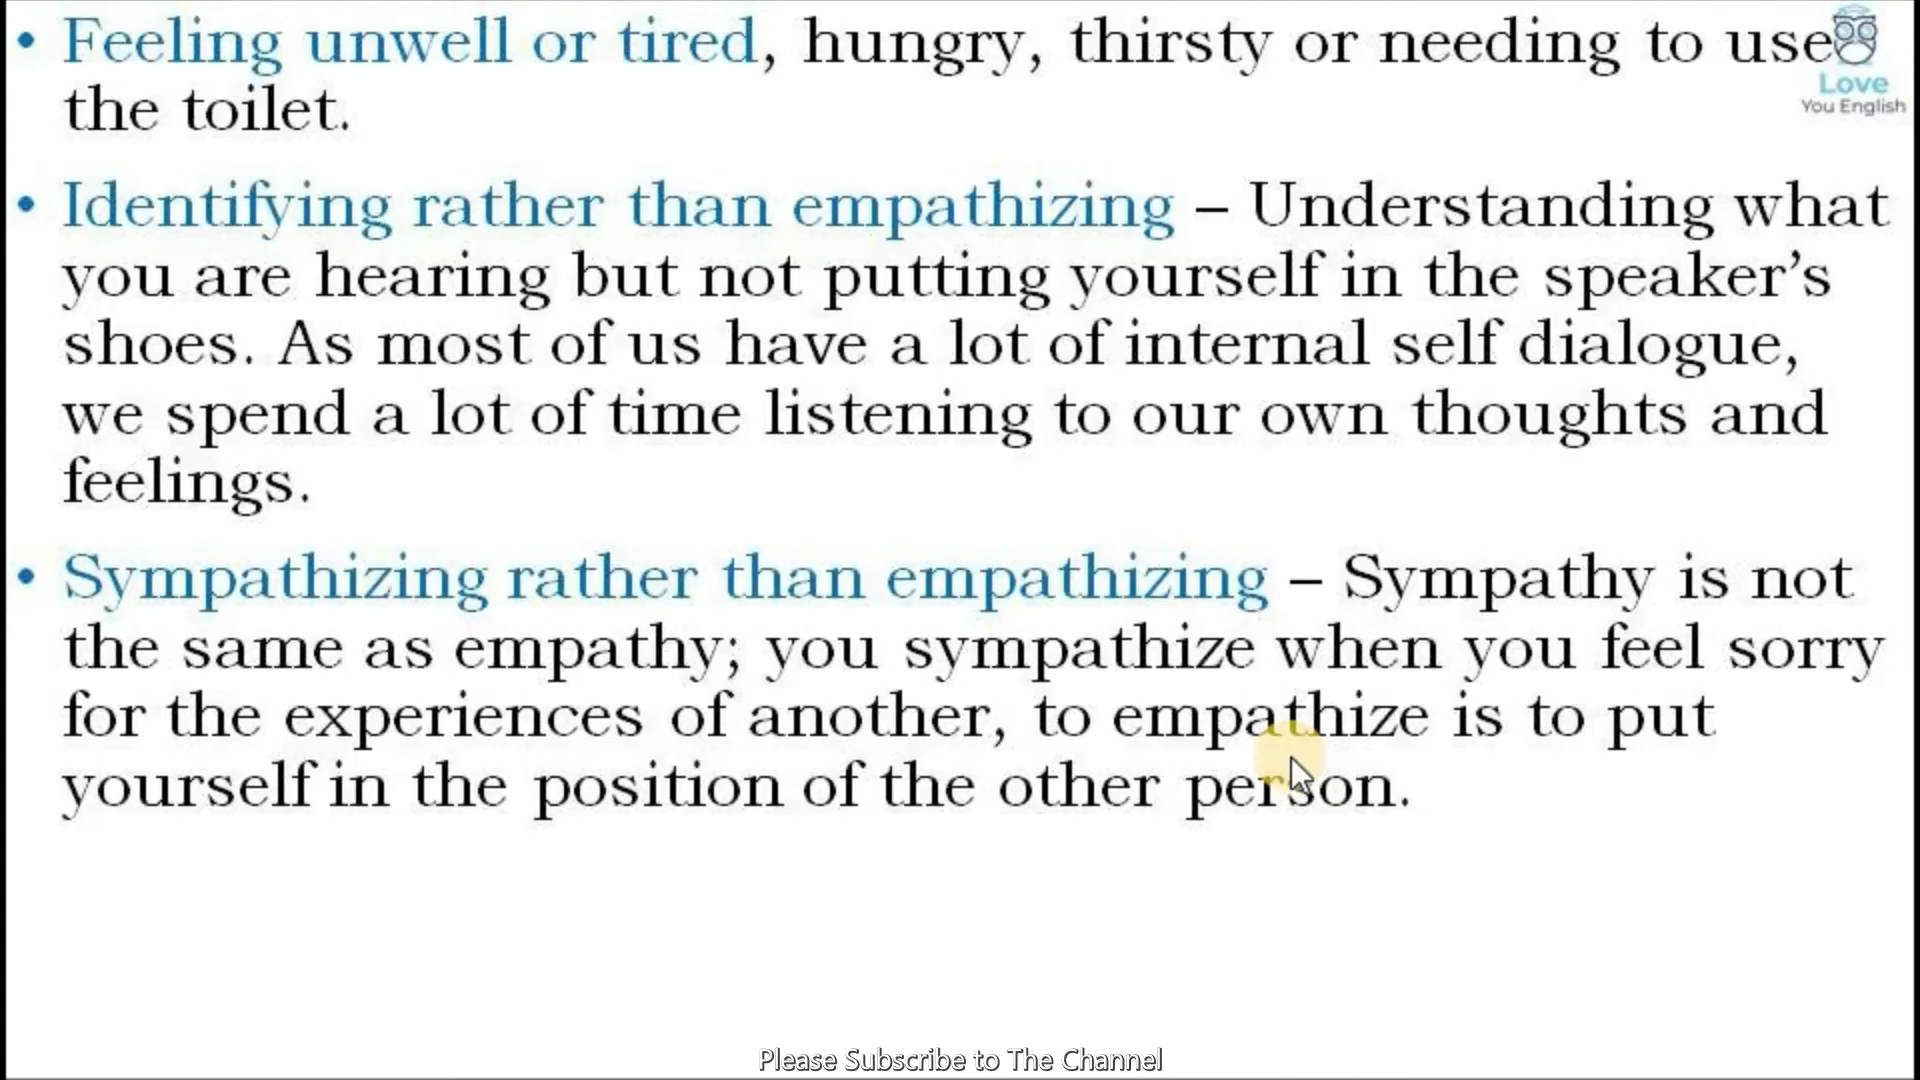 • Feeling unwell or tired, hungry, thirsty or needing to use
the toilet.
Love
You English
• Identifying rather than empathizing – Understanding what
you are hearing but not putting yourself in the speaker’s
shoes. As most of us have a lot of internal self dialogue,
we spend a lot of time listening to our own thoughts and
feelings.
• Sympathizing rather than empathizing – Sympathy is not
the same as empathy; you sympathize when you feel sorry
for the experiences of another, to empathize is to put
yourself in the position of the other person.
Please Subscribe to The Channel